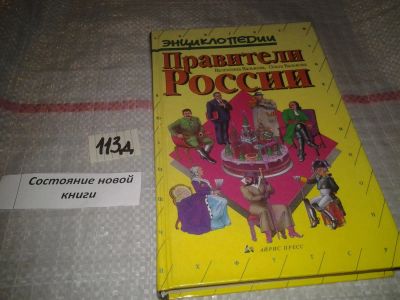 ЭНЦИКЛОПЕДИИ
Правители
России
113д
Состояние новой
книги
АЙРИС ПРЕСС
Х Ф У Т С Р